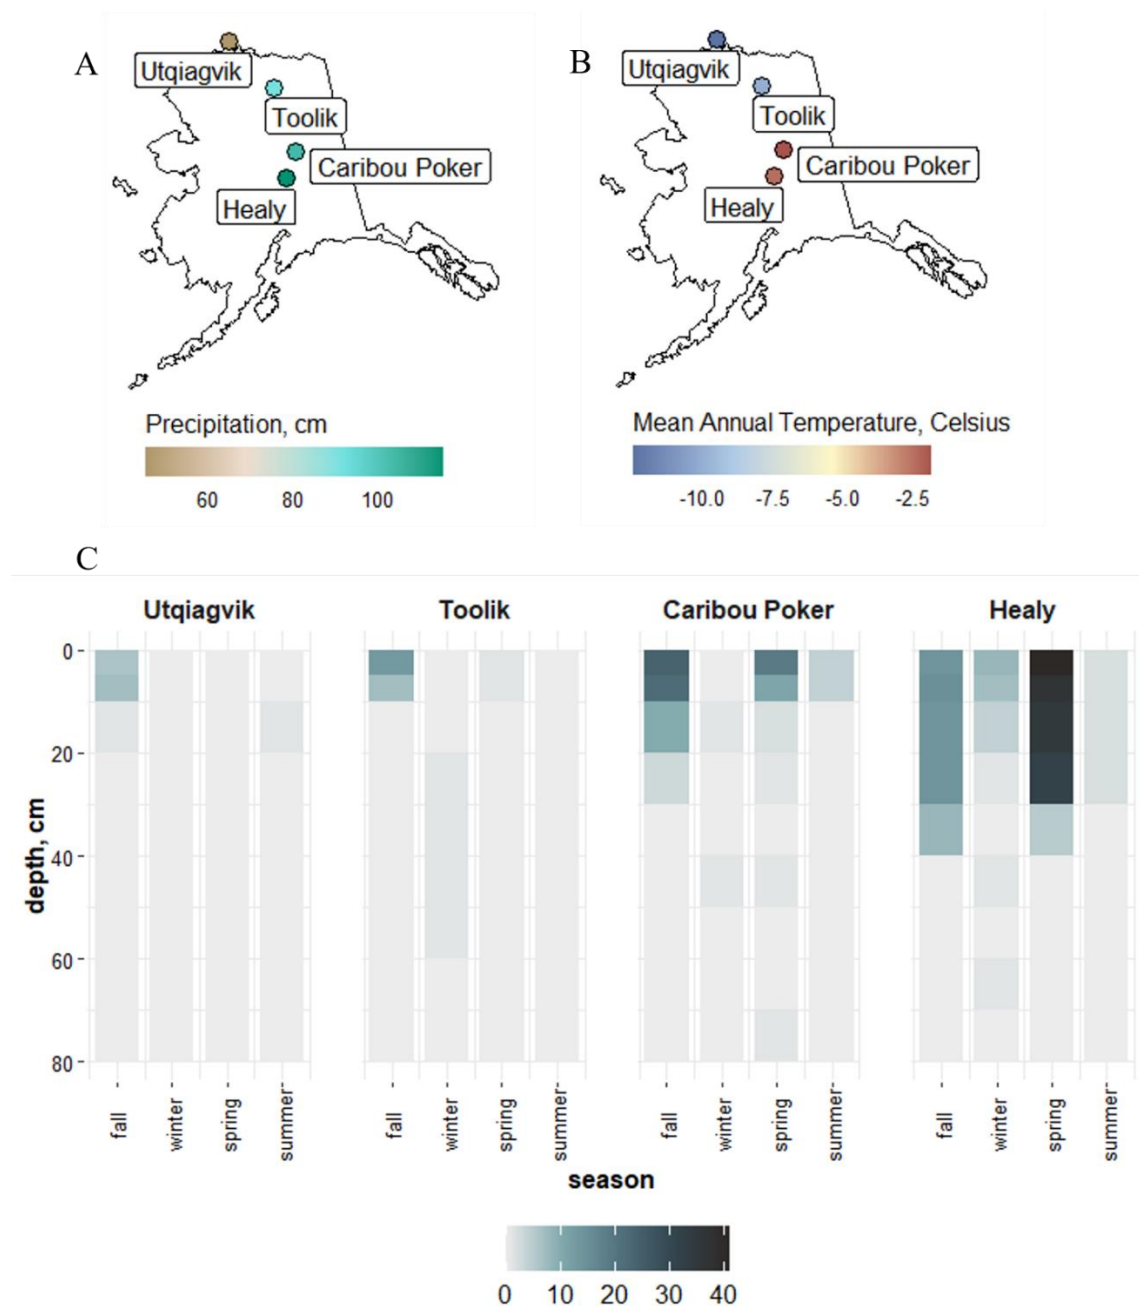 A
Utqiagvik
Toolik
Caribou Poker
Healy
Precipitation, cm
60 80 100
B
Utqiagvik
Toolik
Caribou Poker
Healy
Mean Annual Temperature, Celsius
-10.0 -7.5 -5.0 -2.5
C
Utqiagvik Toolik Caribou Poker Healy
0
20
40
60
80
depth, cm
fall winter spring summer fall winter spring summer fall winter spring summer fall winter spring summer
season
0 10 20 30 40